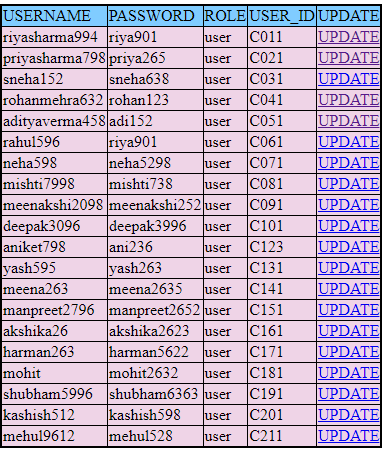 USERNAME PASSWORD ROLE USER_ID UPDATE
riyasharma994 riya901 user C011 UPDATE
priyasharma798 priya265 user C021 UPDATE
sneha152 sneha638 user C031 UPDATE
rohanmehra632 rohan123 user C041 UPDATE
adityaverma458 adi152 user C051 UPDATE
rahul596 riya901 user C061 UPDATE
neha598 neha5298 user C071 UPDATE
mishti7998 mishti738 user C081 UPDATE
meenakshi2098 meenakshi252 user C091 UPDATE
deepak3096 deepak3996 user C101 UPDATE
aniket798 ani236 user C123 UPDATE
yash595 yash263 user C131 UPDATE
meena263 meena2635 user C141 UPDATE
manpreet2796 manpreet2652 user C151 UPDATE
akshika26 akshika2623 user C161 UPDATE
harman263 harman5622 user C171 UPDATE
mohit mohit2632 user C181 UPDATE
shubham5996 shubham6363 user C191 UPDATE
kashish512 kashish598 user C201 UPDATE
mehul9612 mehul528 user C211 UPDATE